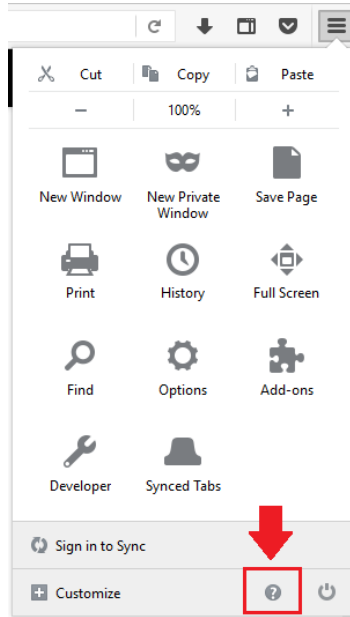 Cut Copy Paste
− 100% +
New Window New Private Window Save Page
Print History Full Screen
Find Options Add-ons
Developer Synced Tabs
Sign in to Sync
Customize ?